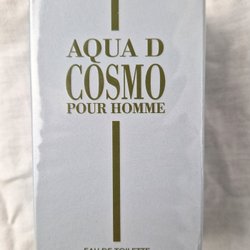 AQUA D
COSMO
POUR HOMME
EAU DE TOILETTE